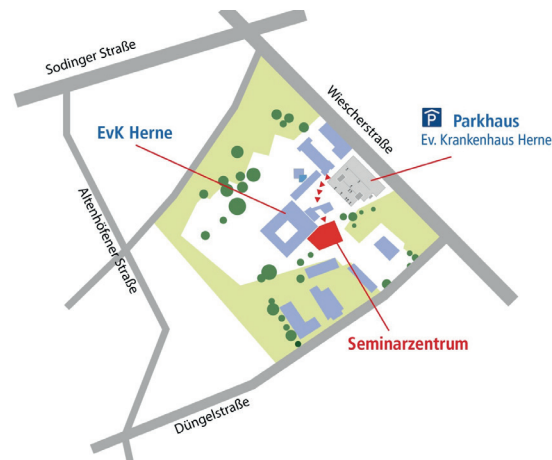 Sodinger Straße
Wiescherstraße
P Parkhaus
Ev. Krankenhaus Herne
EvK Herne
Altenhöfener Straße
Seminarzentrum
Düngelstraße